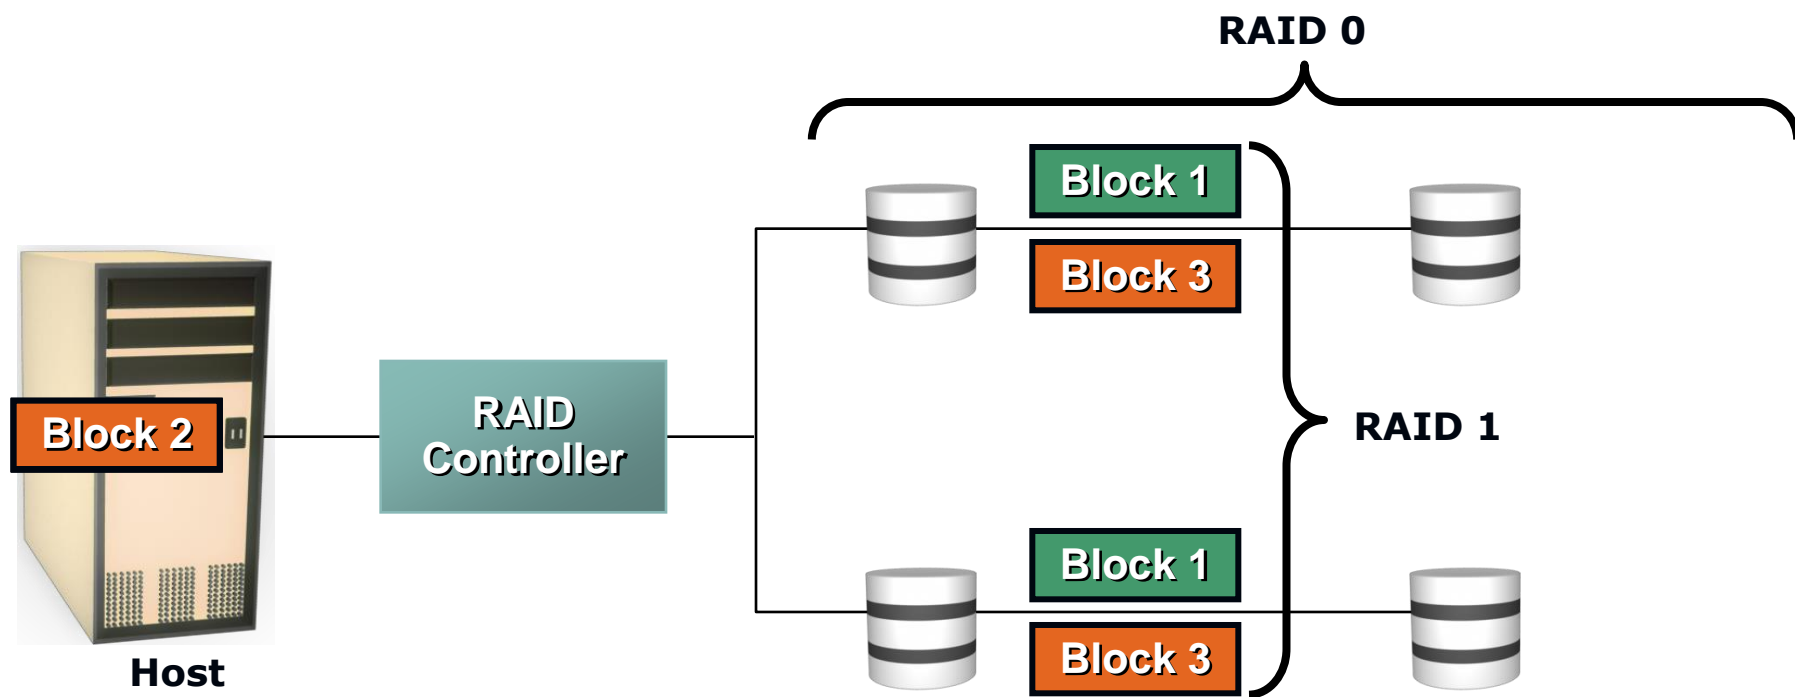 RAID 0
Block 1
Block 3
Block 2
RAID
Controller
RAID 1
Block 1
Block 3
Host